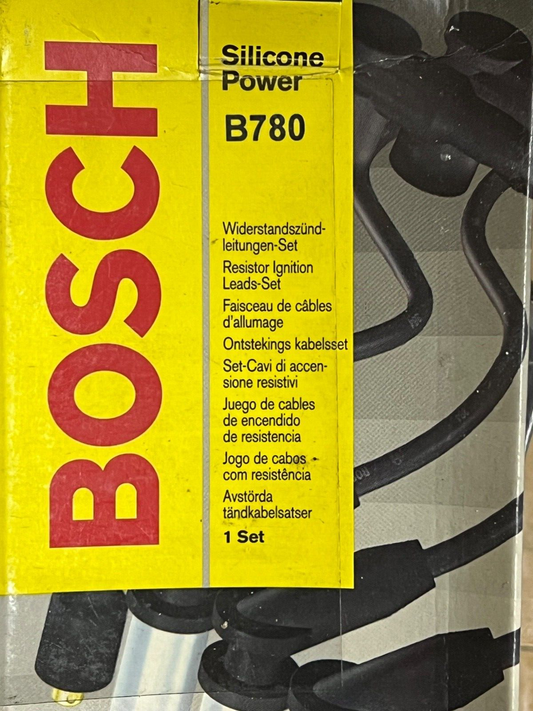 BOSCH
Silicone
Power
B780
Widerstandszünd-
leitungen-Set
Resistor Ignition
Leads-Set
Faisceau de câbles
d'allumage
Ontstekings kabelsset
Set-Cavi di accen-
sione resistivi
Juego de cables
de encendido
de resistencia
Jogo de cabos
com resistência
Avstörda
tändkabelsatser
1 Set